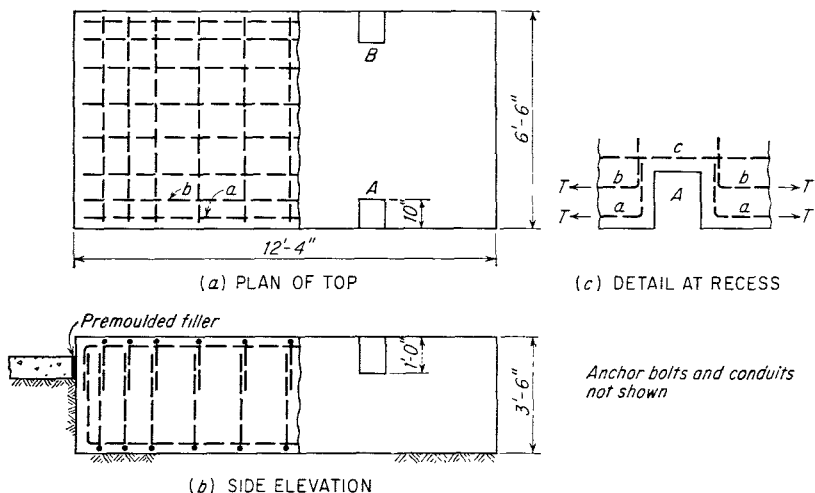 B
A
b
a
10"
6'-6"
12'-4"
(a) PLAN OF TOP
c
T b b T
T a A a T
(c) DETAIL AT RECESS
Premoulded filler
1'-0"
3'-6"
Anchor bolts and conduits
not shown
(b) SIDE ELEVATION